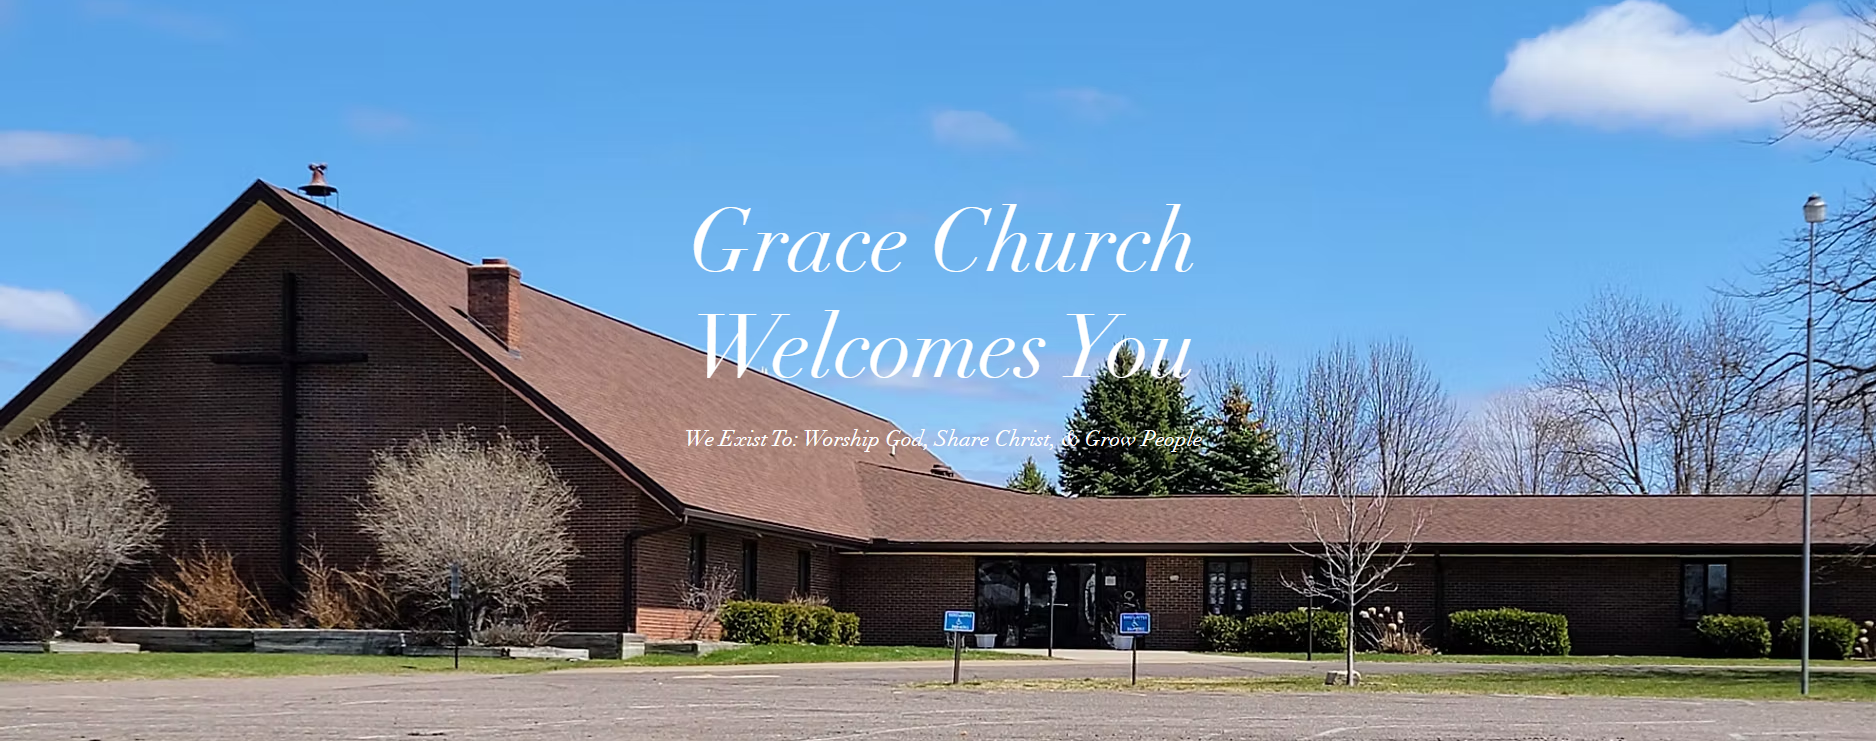 Grace Church
Welcomes You
We Exist To: Worship God, Share Christ, & Grow People